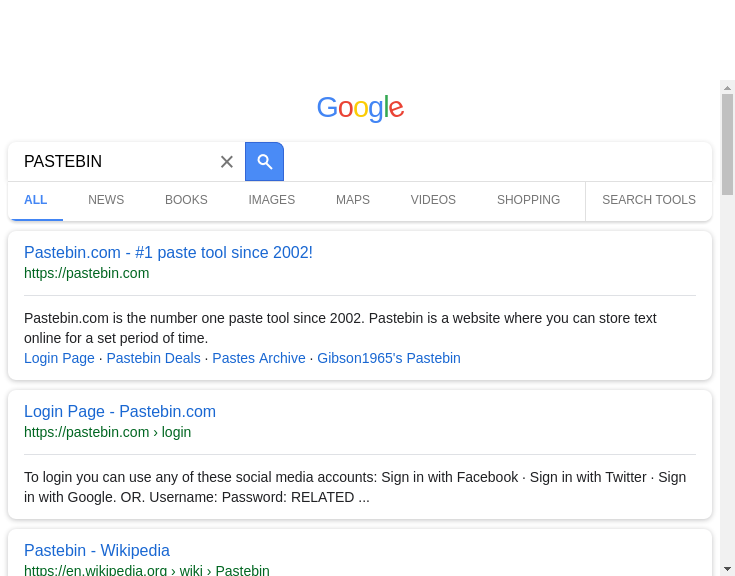 Google
PASTEBIN
ALL NEWS BOOKS IMAGES MAPS VIDEOS SHOPPING SEARCH TOOLS
Pastebin.com - #1 paste tool since 2002!
https://pastebin.com
Pastebin.com is the number one paste tool since 2002. Pastebin is a website where you can store text
online for a set period of time.
Login Page · Pastebin Deals · Pastes Archive · Gibson1965's Pastebin
Login Page - Pastebin.com
https://pastebin.com › login
To login you can use any of these social media accounts: Sign in with Facebook · Sign in with Twitter · Sign
in with Google. OR. Username: Password: RELATED ...
Pastebin - Wikipedia
https://en.wikipedia.org › wiki › Pastebin